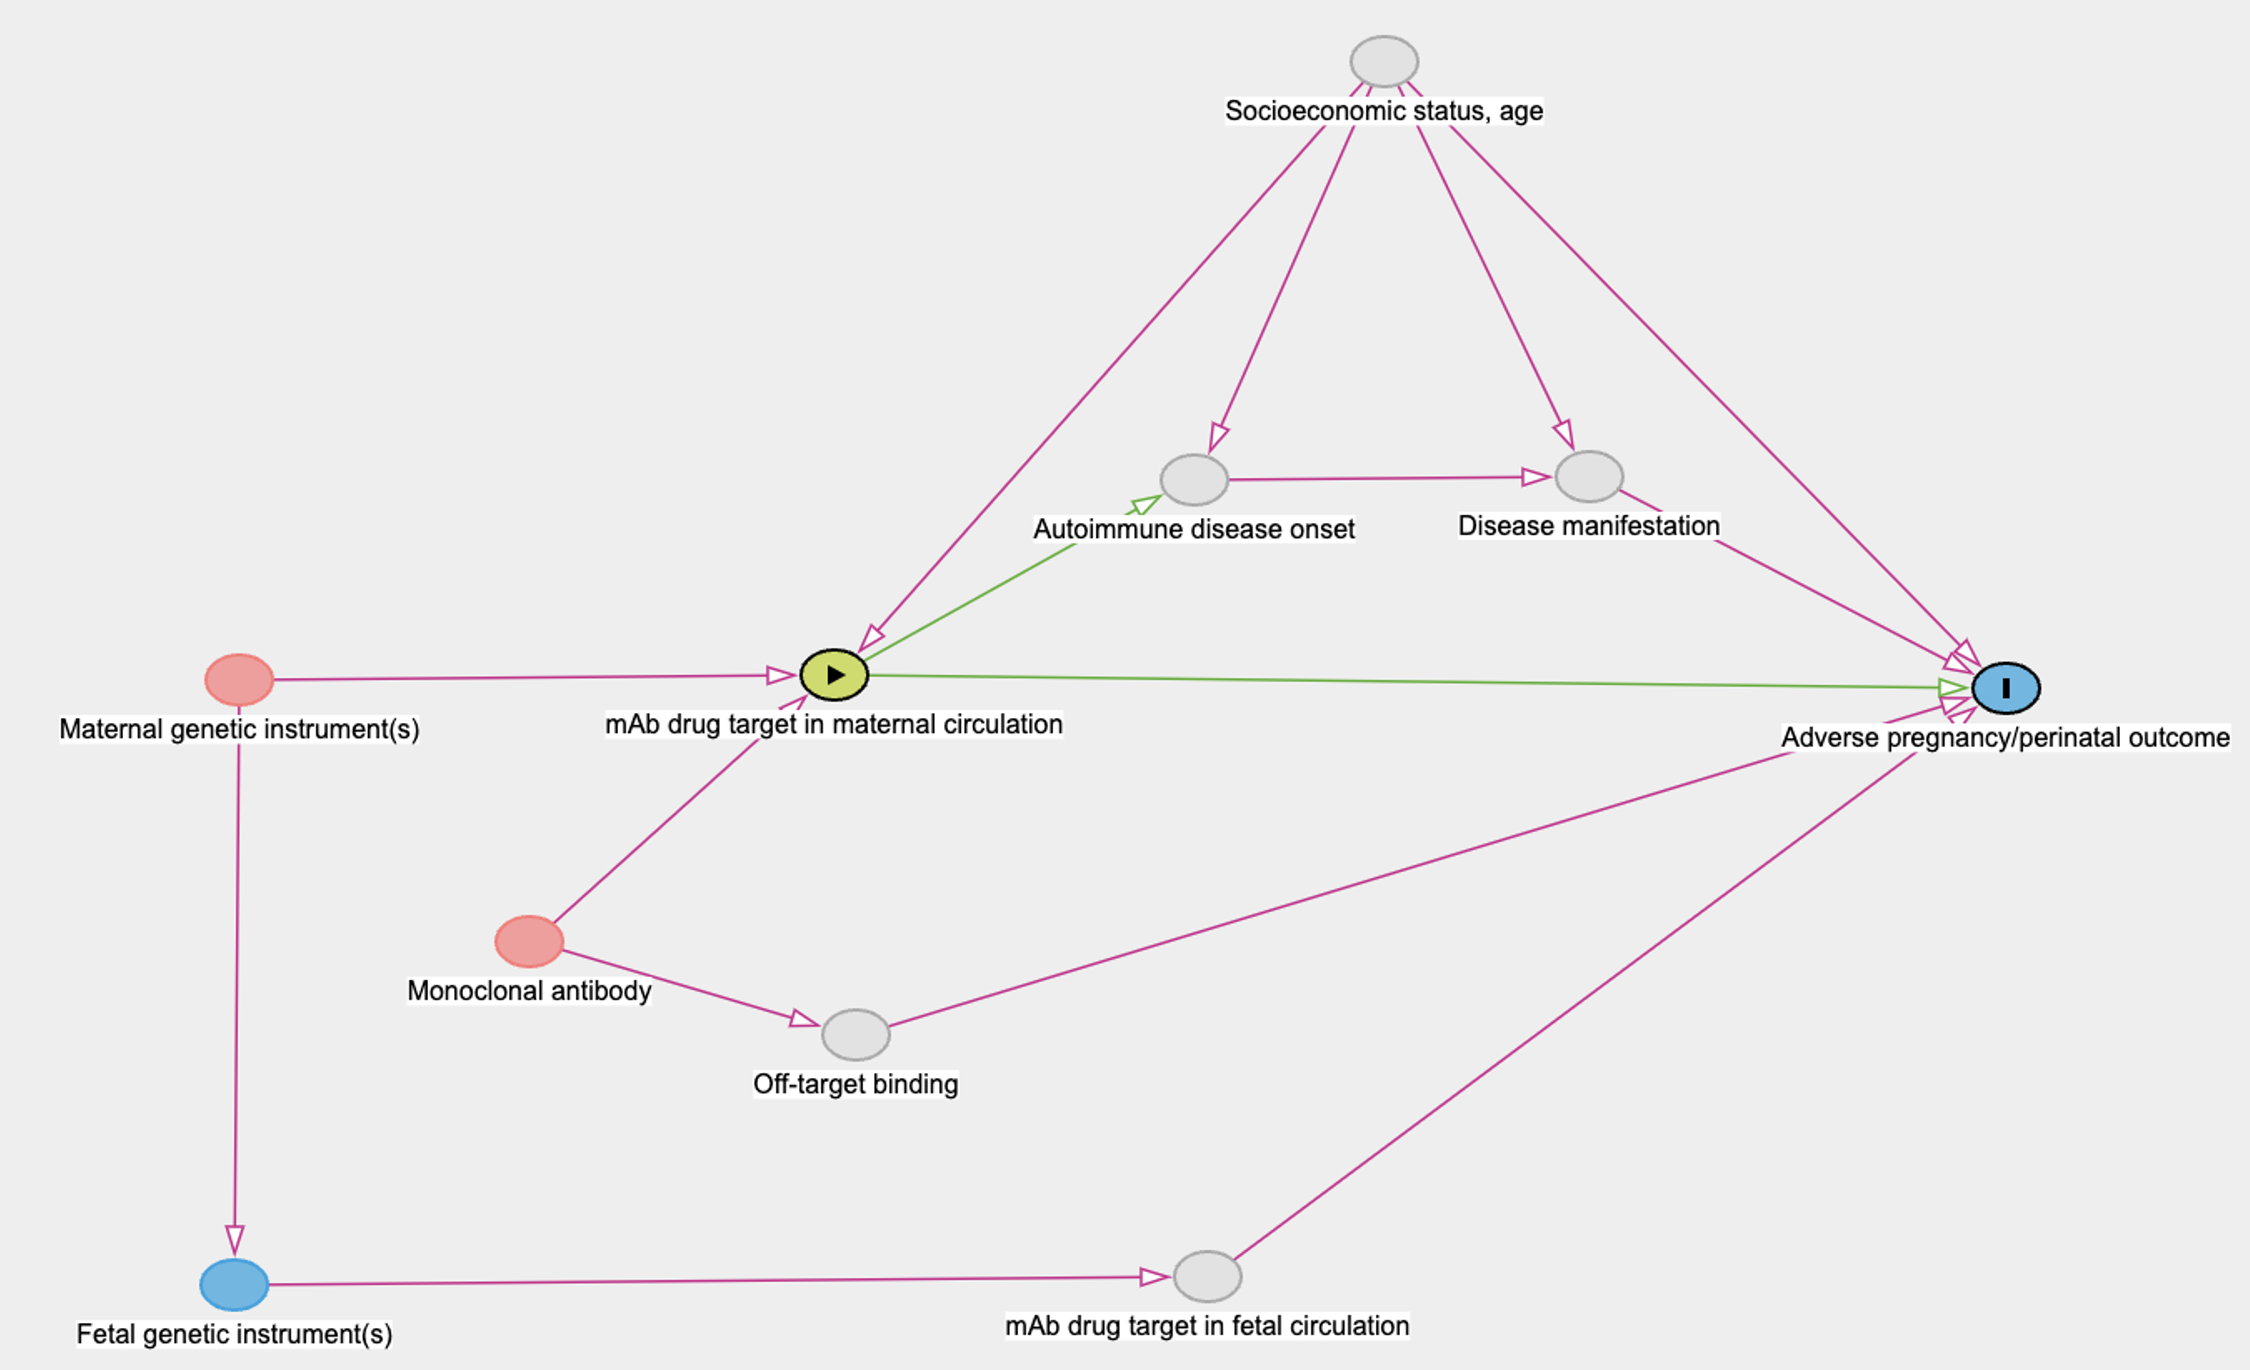 Socioeconomic status, age
Autoimmune disease onset
Disease manifestation
Maternal genetic instrument(s)
mAb drug target in maternal circulation
Adverse pregnancy/perinatal outcome
Monoclonal antibody
Off-target binding
Fetal genetic instrument(s)
mAb drug target in fetal circulation